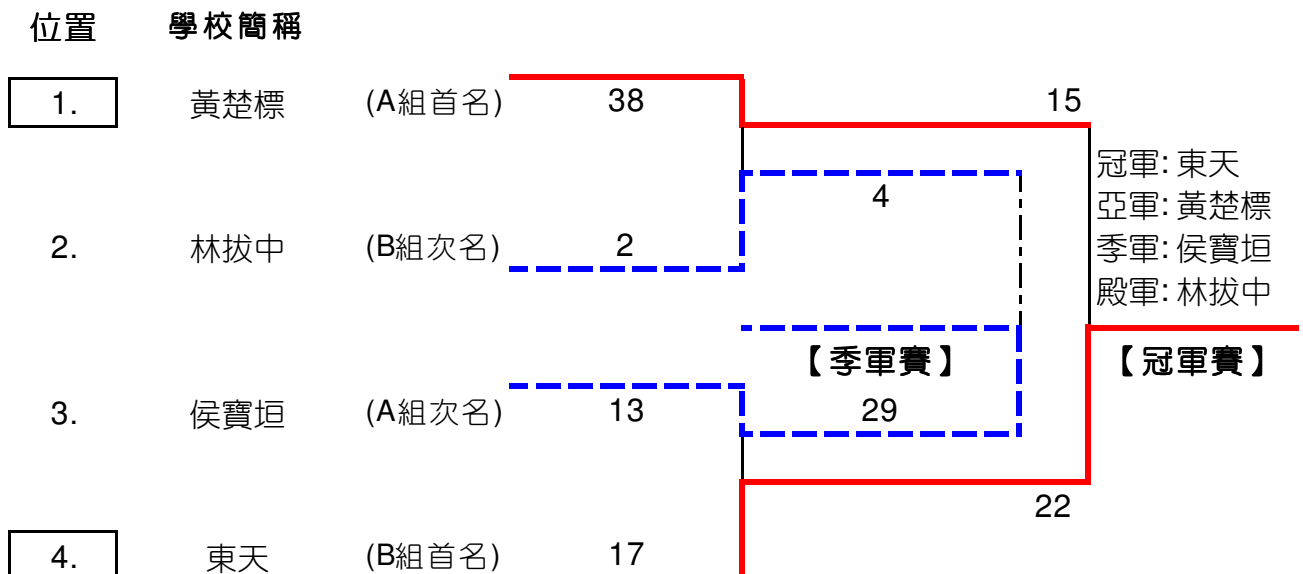 位置 學校簡稱
1. 黃楚標 (A組首名) 38 15
冠軍: 東天
4 亞軍: 黃楚標
2. 林拔中 (B組次名) 2 季軍: 侯寶垣
殿軍: 林拔中
【季軍賽】 【冠軍賽】
3. 侯寶垣 (A組次名) 13 29
22
4. 東天 (B組首名) 17